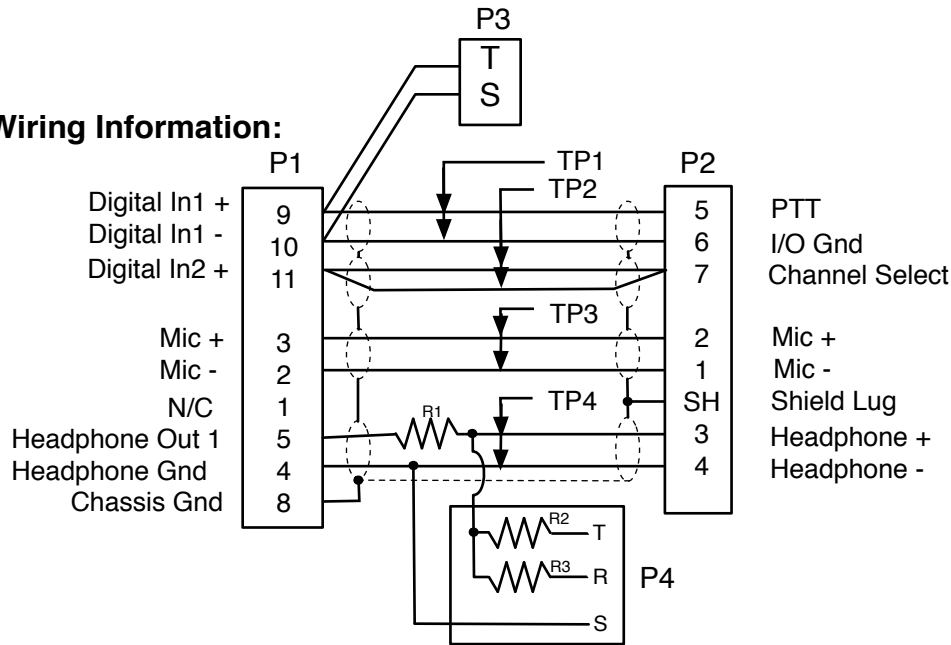 P3
T
S
Wiring Information:
P1
TP1
P2
TP2
Digital In1 +
9
5
PTT
Digital In1 -
10
6
I/O Gnd
Digital In2 +
11
7
Channel Select
TP3
Mic +
3
2
Mic +
Mic -
2
1
Mic -
N/C
1
TP4
SH
Shield Lug
R1
Headphone Out 1
5
3
Headphone +
Headphone Gnd
4
4
Headphone -
Chassis Gnd
8
R2
T
R3
R
P4
S